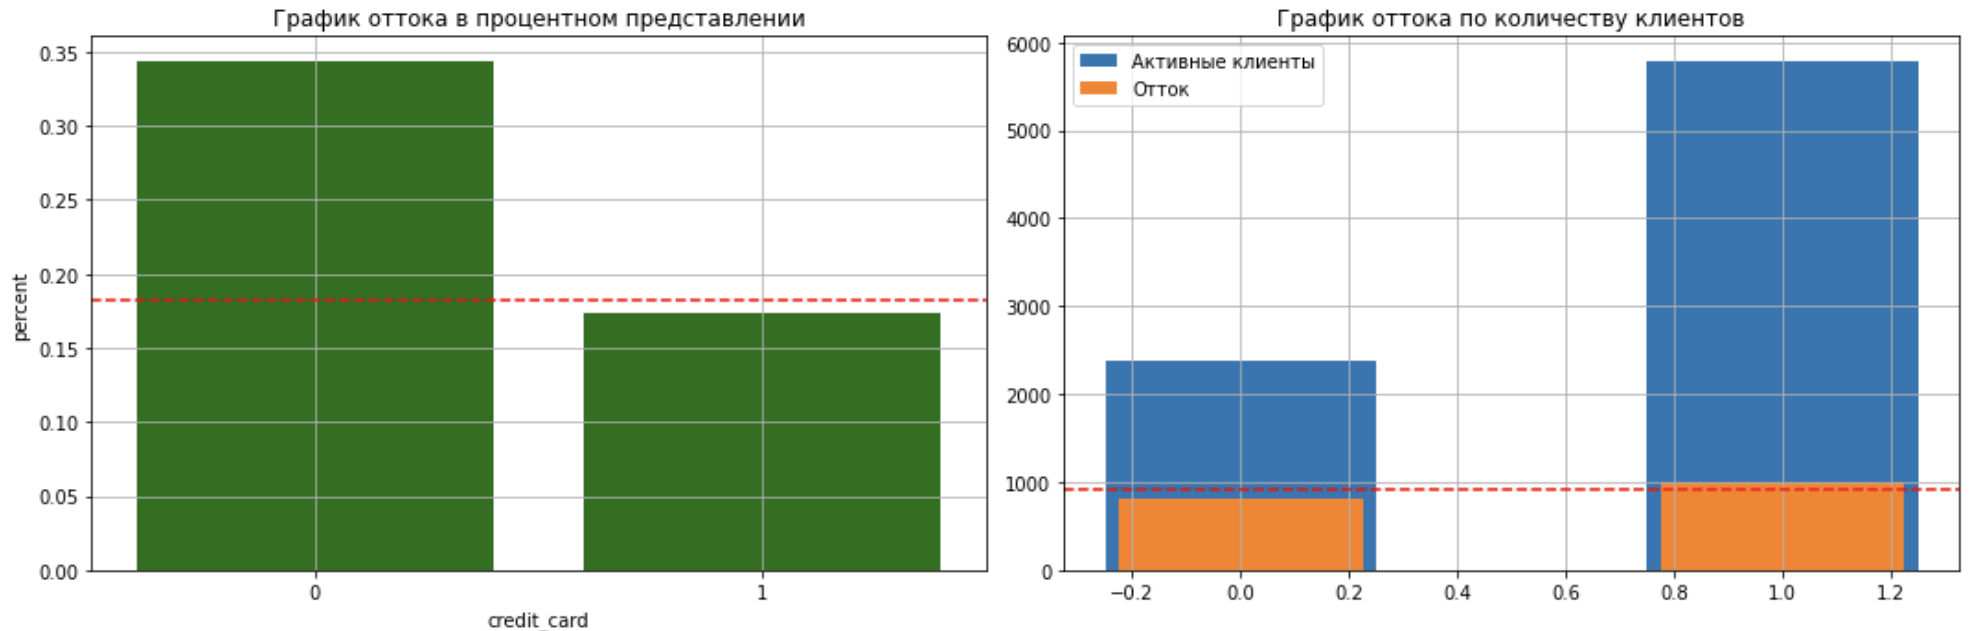 График оттока в процентном представлении
percent
0.35
0.30
0.25
0.20
0.15
0.10
0.05
0.00
0 1
credit_card
График оттока по количеству клиентов
Активные клиенты
Отток
6000
5000
4000
3000
2000
1000
0
−0.2 0.0 0.2 0.4 0.6 0.8 1.0 1.2